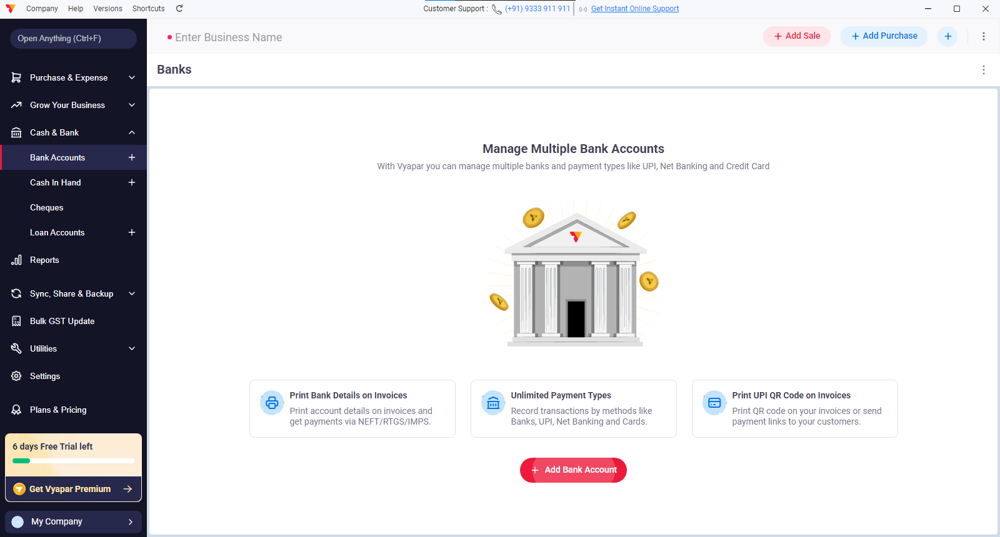 Company Help Versions Shortcuts
Customer Support : (+91) 9333 911 911 Get Instant Online Support
Open Anything (Ctrl+F)
Enter Business Name
Add Sale
Add Purchase
Banks
Purchase & Expense
Grow Your Business
Cash & Bank
Bank Accounts
Cash In Hand
Cheques
Loan Accounts
Reports
Sync, Share & Backup
Bulk GST Update
Utilities
Settings
Plans & Pricing
6 days Free Trial left
Get Vyapar Premium
My Company
Manage Multiple Bank Accounts
With Vyapar you can manage multiple banks and payment types like UPI, Net Banking and Credit Card
Print Bank Details on Invoices
Print account details on invoices and
get payments via NEFT/RTGS/IMPS.
Unlimited Payment Types
Record transactions by methods like
Banks, UPI, Net Banking and Cards.
Print UPI QR Code on Invoices
Print QR code on your invoices or send
payment links to your customers.
Add Bank Account